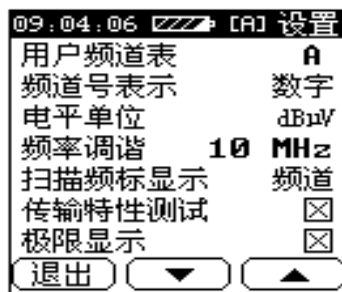 09:04:06 [A] 设置
用户频道表 A
频道号表示 数字
电平单位 dBμV
频率调谐 10 MHz
扫描频标显示 频道
传输特性测试
极限显示
退出